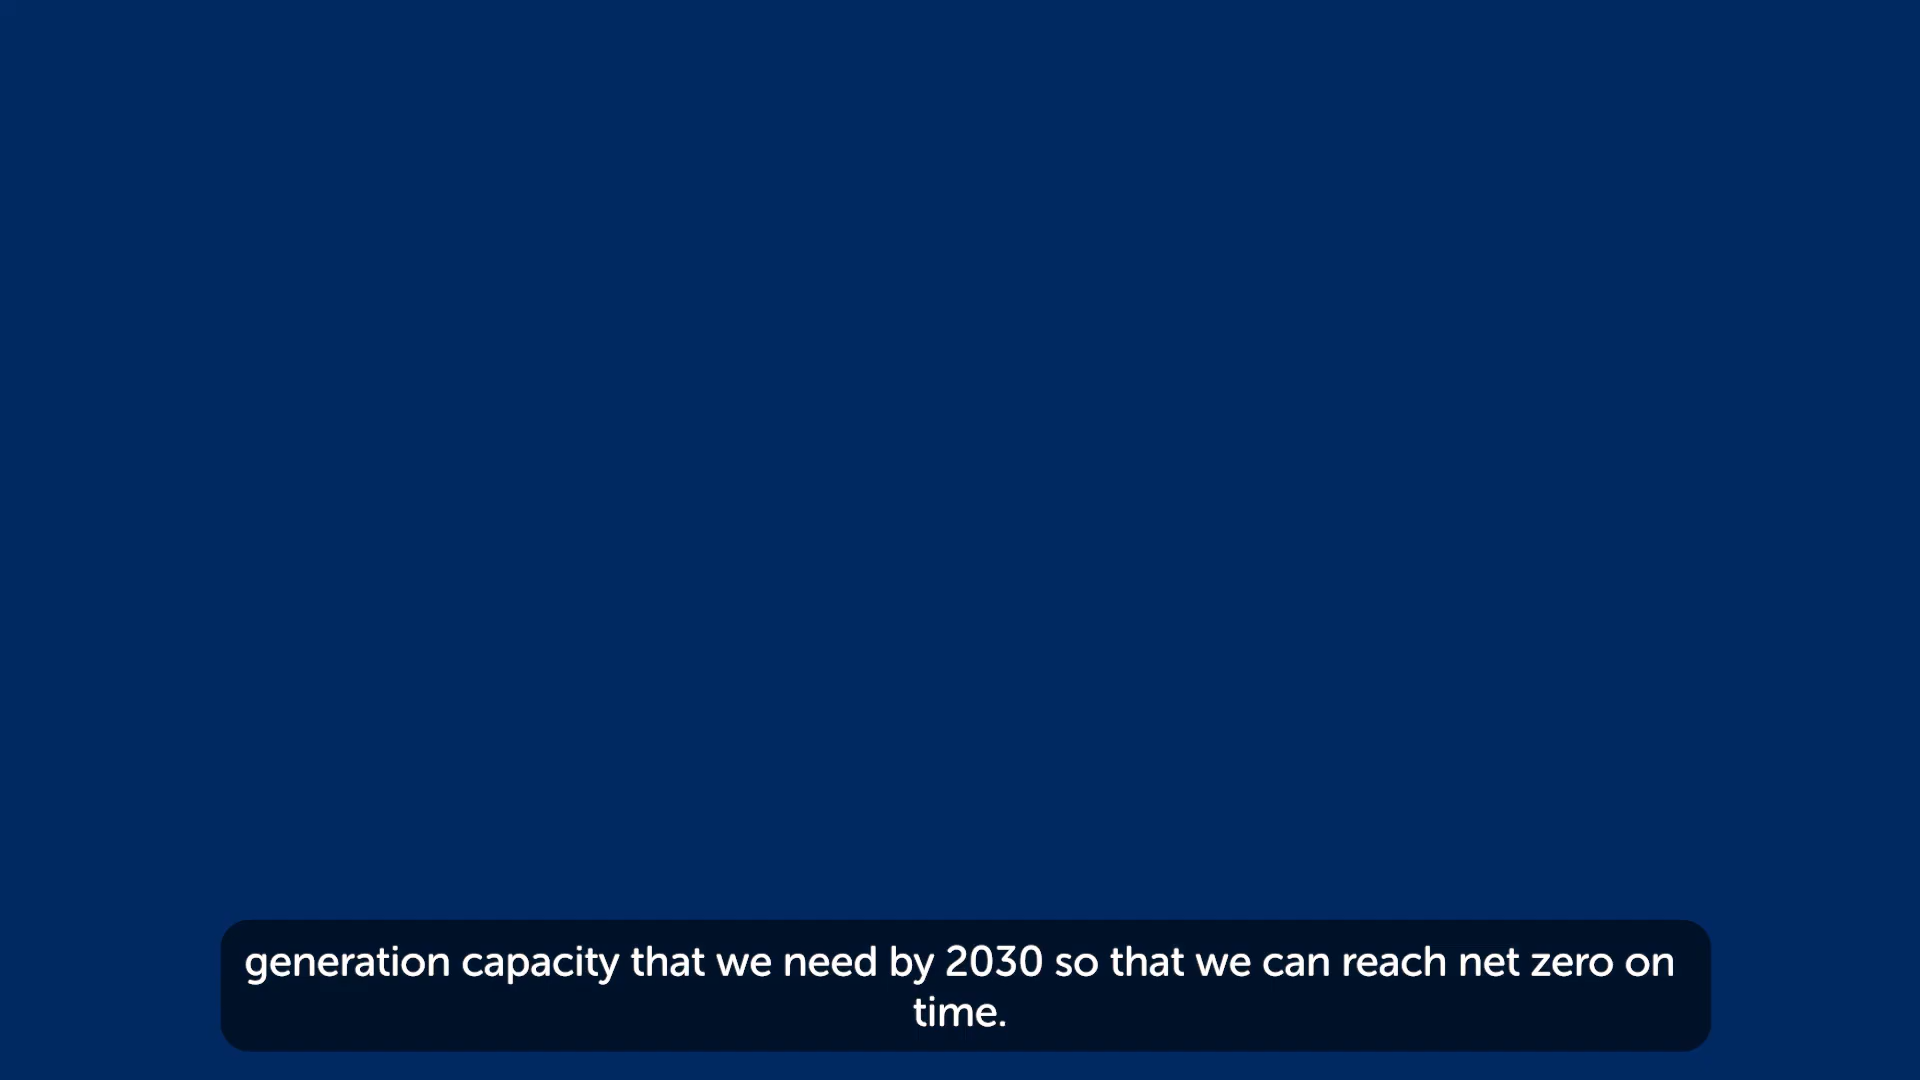 generation capacity that we need by 2030 so that we can reach net zero on
time.